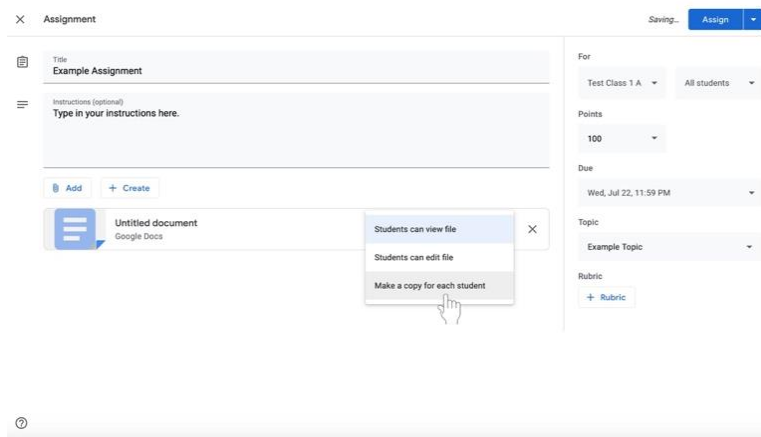 Assignment
Saving...
Assign
Title
Example Assignment
Instructions (optional)
Type in your instructions here.
Add
+ Create
Untitled document
Google Docs
Students can view file
Students can edit file
Make a copy for each student
For
Test Class 1 A
All students
Points
100
Due
Wed, Jul 22, 11:59 PM
Topic
Example Topic
Rubric
+ Rubric